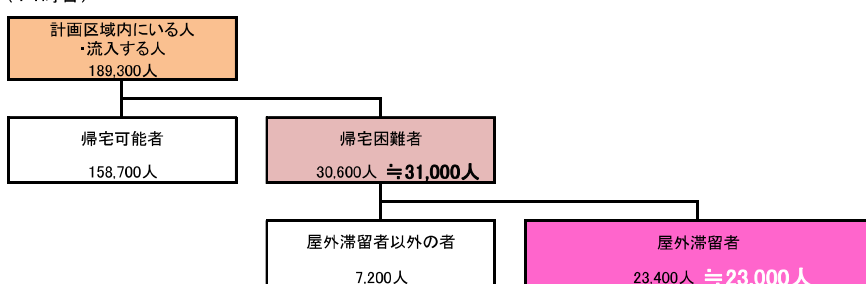 計画区域内にいる人
・流入する人
189,300人
帰宅可能者
158,700人
帰宅困難者
30,600人 ≒31,000人
屋外滞留者以外の者
7,200人
屋外滞留者
23,400人 ≒23,000人